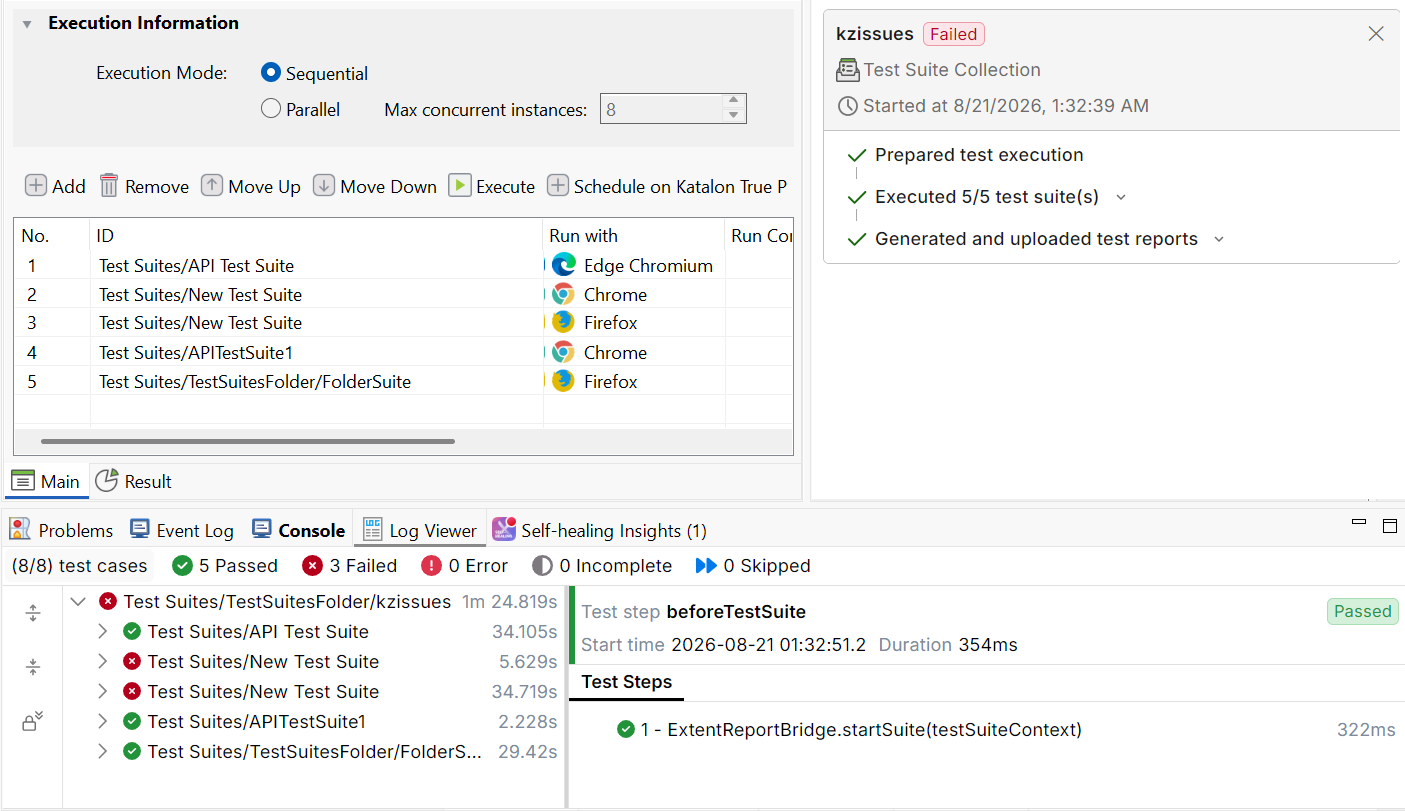 Execution Information
Execution Mode:
Sequential
Parallel
Max concurrent instances:
8
Add
Remove
Move Up
Move Down
Execute
Schedule on Katalon True P
No.
ID
Run with
Run Cor
1
Test Suites/API Test Suite
Edge Chromium
2
Test Suites/New Test Suite
Chrome
3
Test Suites/New Test Suite
Firefox
4
Test Suites/APITestSuite1
Chrome
5
Test Suites/TestSuitesFolder/FolderSuite
Firefox
Main
Result
kzissues
Failed
Test Suite Collection
Started at 8/21/2026, 1:32:39 AM
Prepared test execution
Executed 5/5 test suite(s)
Generated and uploaded test reports
Problems
Event Log
Console
Log Viewer
Self-healing Insights (1)
(8/8) test cases
5 Passed
3 Failed
0 Error
0 Incomplete
0 Skipped
Test Suites/TestSuitesFolder/kzissues 1m 24.819s
Test Suites/API Test Suite 34.105s
Test Suites/New Test Suite 5.629s
Test Suites/New Test Suite 34.719s
Test Suites/APITestSuite1 2.228s
Test Suites/TestSuitesFolder/FolderS... 29.42s
Test step beforeTestSuite
Passed
Start time 2026-08-21 01:32:51.2 Duration 354ms
Test Steps
1 - ExtentReportBridge.startSuite(testSuiteContext)
322ms